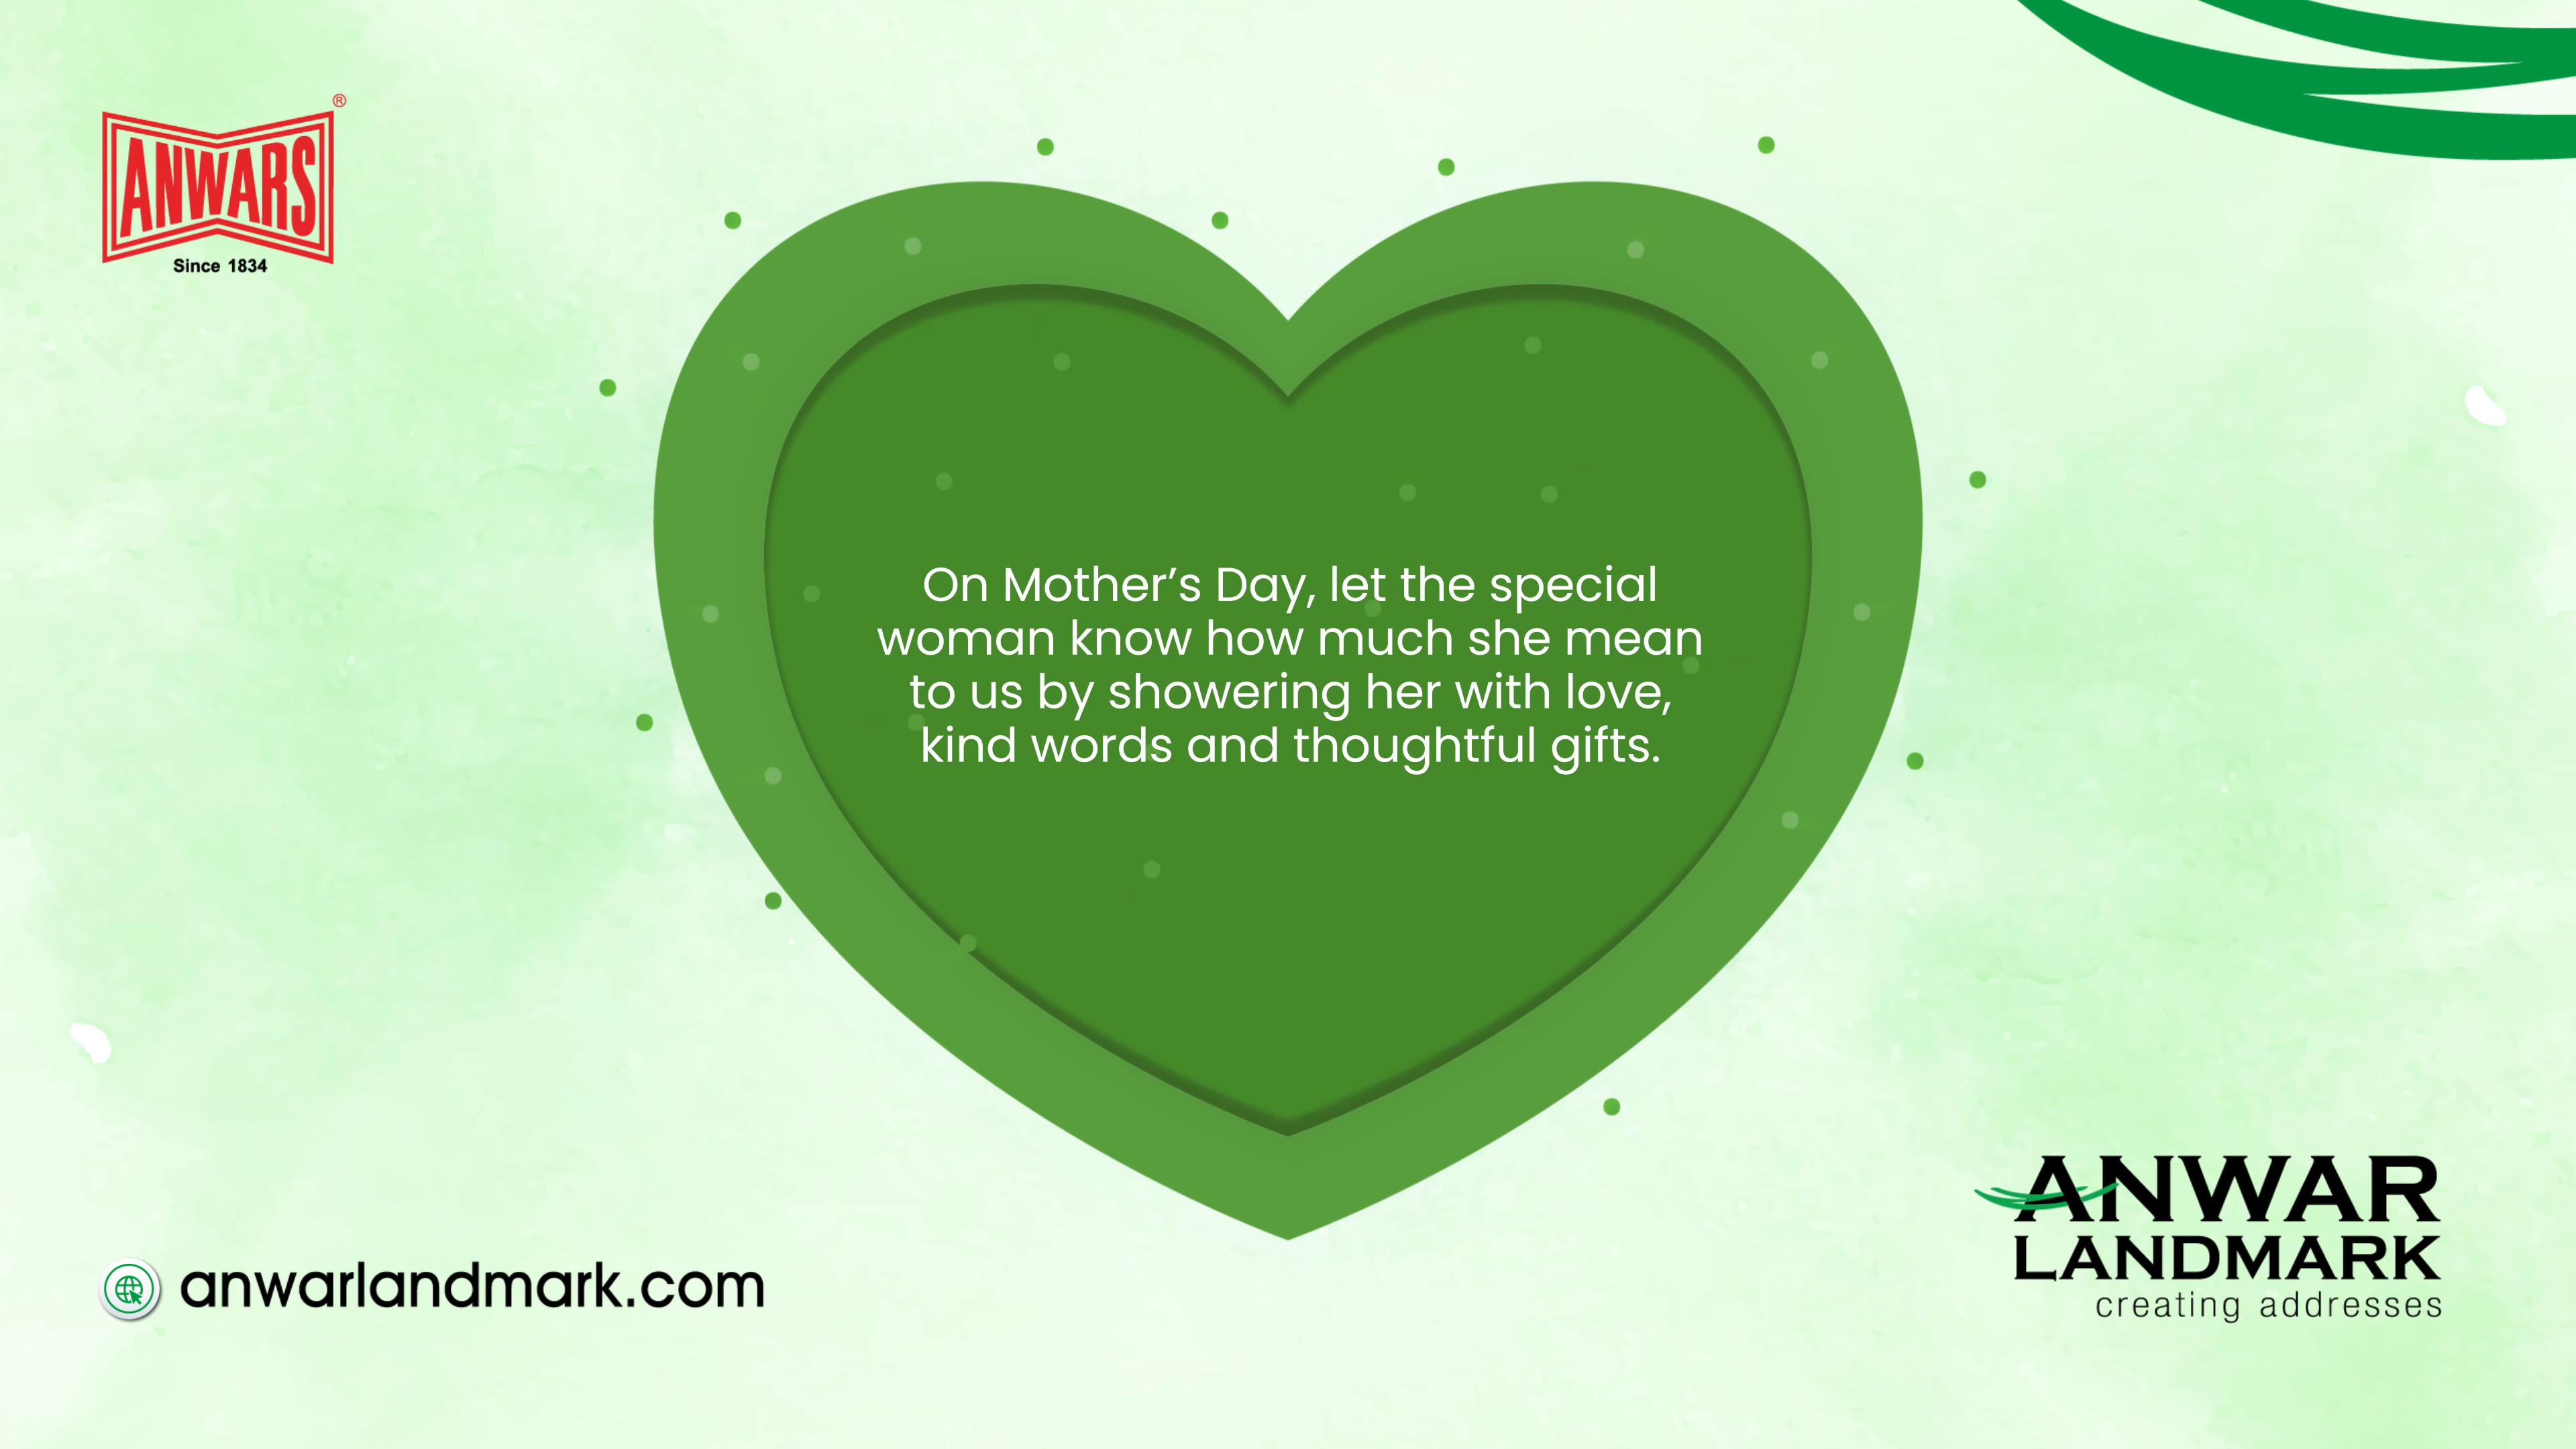 ANWARS
®
Since 1834
On Mother’s Day, let the special
woman know how much she mean
to us by showering her with love,
kind words and thoughtful gifts.
anwarlandmark.com
ANWAR
LANDMARK
creating addresses